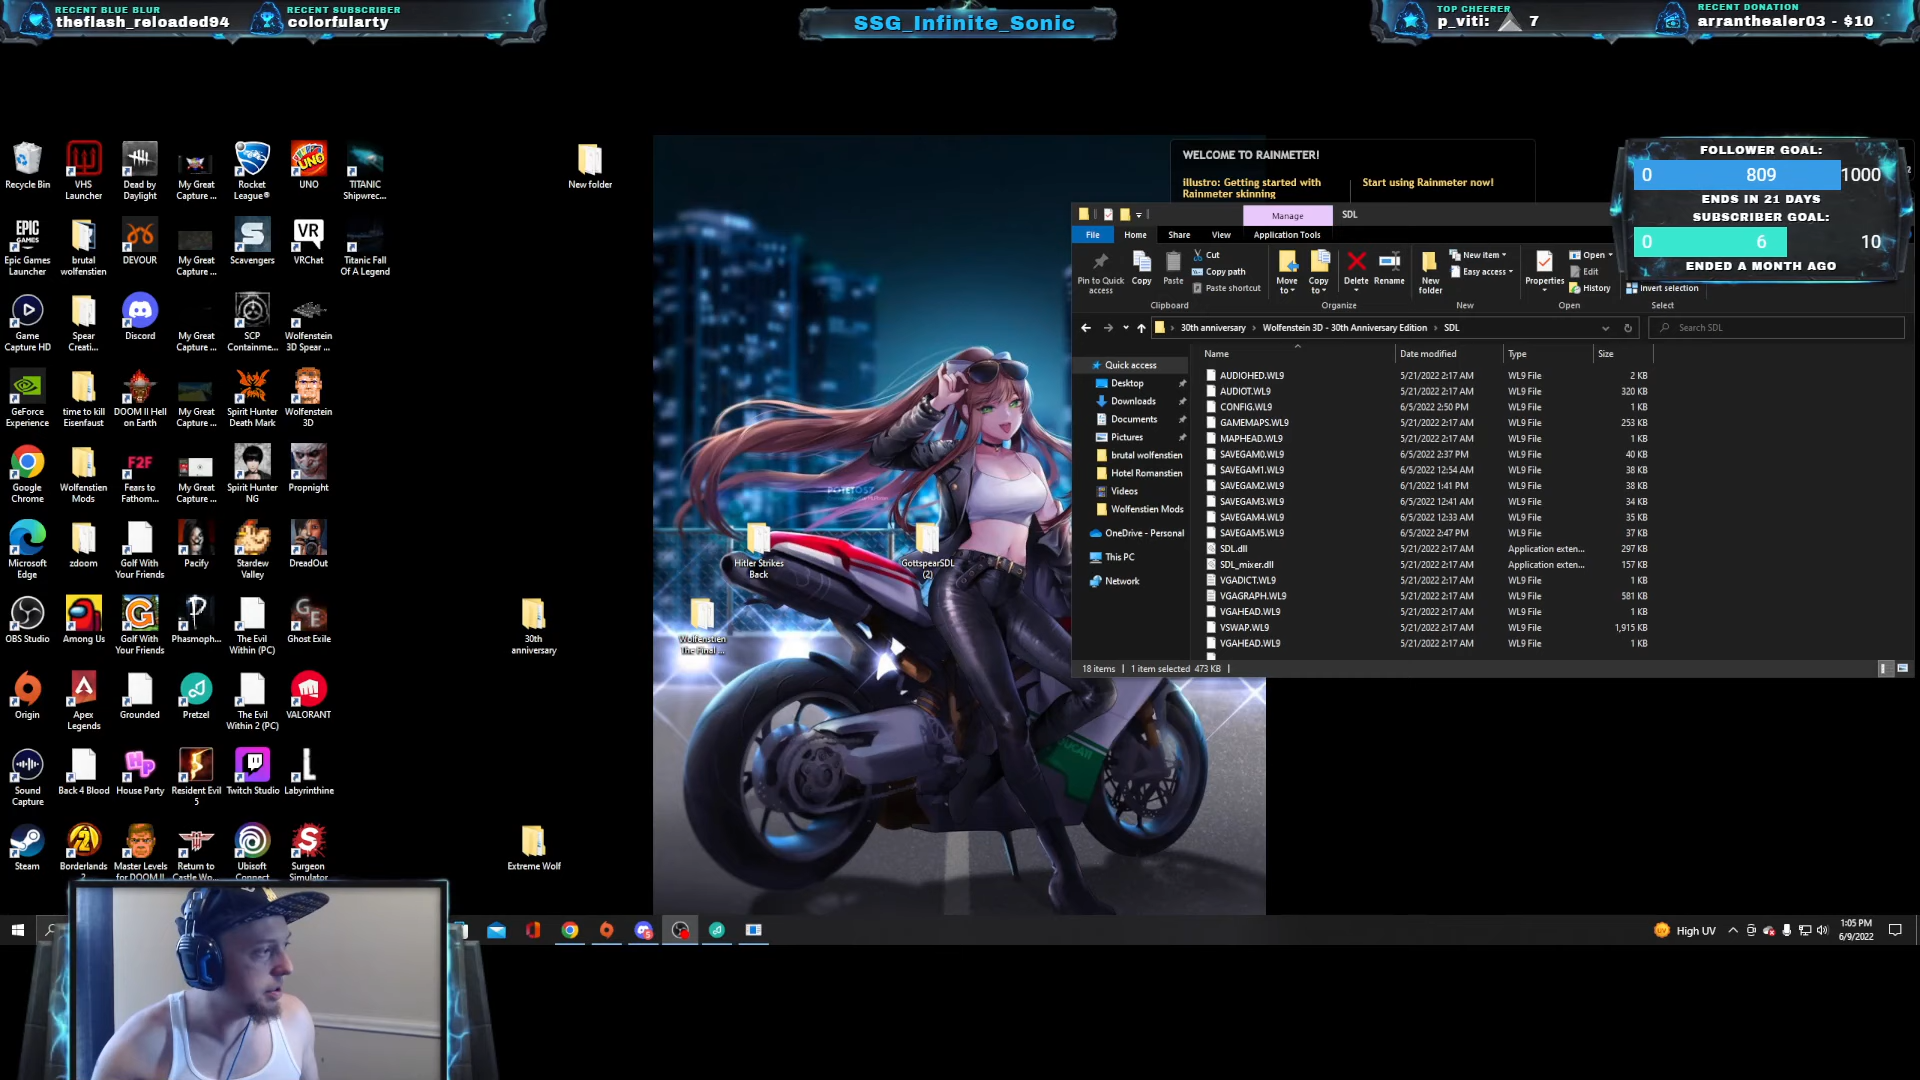 RECENT BLUE BLUR
theflash_reloaded94
RECENT SUBSCRIBER
colorfularty
SSG_Infinite_Sonic
TOP CHEERER
p_viti: 7
RECENT DONATION
arranthealer03 - $10
FOLLOWER GOAL:
0 809 1000
ENDS IN 21 DAYS
SUBSCRIBER GOAL:
0 6 10
ENDED A MONTH AGO
Recycle Bin
VHS Launcher
Dead by Daylight
My Great Capture ...
Rocket League®
UNO
TITANIC Shipwrec...
New folder
Epic Games Launcher
brutal wolfenstien
DEVOUR
My Great Capture ...
Scavengers
VRChat
Titanic Fall Of A Legend
Game Capture HD
Spear Creati...
Discord
My Great Capture ...
SCP Containme...
Wolfenstein 3D Spear ...
GeForce Experience
time to kill Eisenfaust
DOOM II Hell on Earth
My Great Capture ...
Spirit Hunter Death Mark
Wolfenstein 3D
Google Chrome
Wolfenstien Mods
Fears to Fathom...
My Great Capture ...
Spirit Hunter NG
Propnight
Microsoft Edge
zdoom
Golf With Your Friends
Pacify
Stardew Valley
DreadOut
Hitler Strikes Back
GottspearSDL (2)
OBS Studio
Among Us
Golf With Your Friends
Phasmoph...
The Evil Within (PC)
Ghost Exile
30th anniversary
Wolfenstien The Final ...
Origin
Apex Legends
Grounded
Pretzel
The Evil Within 2 (PC)
VALORANT
Sound Capture
Back 4 Blood
House Party
Resident Evil 5
Twitch Studio
Labyrinthine
Steam
Borderlands 2
Master Levels for DOOM II
Return to Castle Wo...
Ubisoft Connect
Surgeon Simulator
Extreme Wolf
WELCOME TO RAINMETER!
illustro: Getting started with Rainmeter skinning
Start using Rainmeter now!
Manage SDL
File Home Share View Application Tools
Pin to Quick access
Copy
Paste
Cut
Copy path
Paste shortcut
Move to
Copy to
Delete
Rename
New folder
New item
Easy access
Properties
Open
Edit
History
Invert selection
Clipboard Organize New Open Select
30th anniversary Wolfenstein 3D - 30th Anniversary Edition SDL
Search SDL
Quick access
Desktop
Downloads
Documents
Pictures
brutal wolfenstien
Hotel Romanstien
Videos
Wolfenstien Mods
OneDrive - Personal
This PC
Network
Name Date modified Type Size
AUDIOHED.WL9 5/21/2022 2:17 AM WL9 File 2 KB
AUDIOT.WL9 5/21/2022 2:17 AM WL9 File 320 KB
CONFIG.WL9 6/5/2022 2:50 PM WL9 File 1 KB
GAMEMAPS.WL9 5/21/2022 2:17 AM WL9 File 253 KB
MAPHEAD.WL9 5/21/2022 2:17 AM WL9 File 1 KB
SAVEGAM0.WL9 6/5/2022 2:37 PM WL9 File 40 KB
SAVEGAM1.WL9 6/5/2022 12:54 AM WL9 File 38 KB
SAVEGAM2.WL9 6/1/2022 1:41 PM WL9 File 38 KB
SAVEGAM3.WL9 6/5/2022 12:41 AM WL9 File 34 KB
SAVEGAM4.WL9 6/5/2022 12:33 AM WL9 File 35 KB
SAVEGAM5.WL9 6/5/2022 2:47 PM WL9 File 37 KB
SDL.dll 5/21/2022 2:17 AM Application exten... 297 KB
SDL_mixer.dll 5/21/2022 2:17 AM Application exten... 157 KB
VGADICT.WL9 5/21/2022 2:17 AM WL9 File 1 KB
VGAGRAPH.WL9 5/21/2022 2:17 AM WL9 File 581 KB
VGAHEAD.WL9 5/21/2022 2:17 AM WL9 File 1 KB
VSWAP.WL9 5/21/2022 2:17 AM WL9 File 1,915 KB
VGAHEAD.WL9 5/21/2022 2:17 AM WL9 File 1 KB
18 items 1 item selected 473 KB
DUCATI
High UV
1:05 PM
6/9/2022